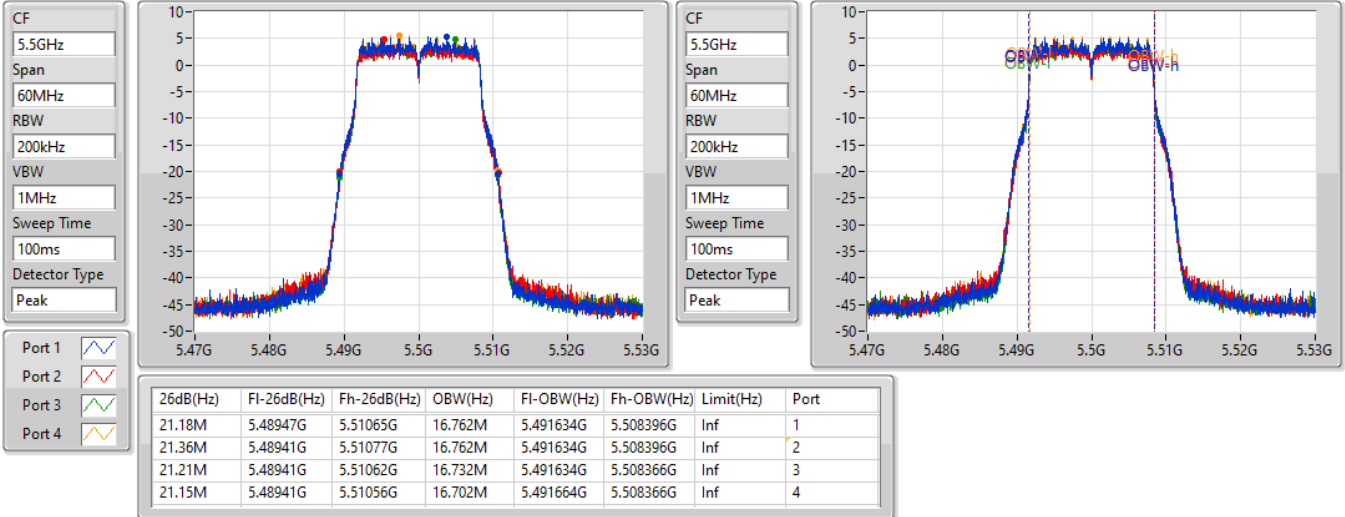 CF
5.5GHz
Span
60MHz
RBW
200kHz
VBW
1MHz
Sweep Time
100ms
Detector Type
Peak
10
5
0
-5
-10
-15
-20
-25
-30
-35
-40
-45
-50
5.47G 5.48G 5.49G 5.5G 5.51G 5.52G 5.53G
CF
5.5GHz
Span
60MHz
RBW
200kHz
VBW
1MHz
Sweep Time
100ms
Detector Type
Peak
10
5
0
-5
-10
-15
-20
-25
-30
-35
-40
-45
-50
OBW-l OBW-h
5.47G 5.48G 5.49G 5.5G 5.51G 5.52G 5.53G
Port 1
Port 2
Port 3
Port 4
26dB(Hz) Fl-26dB(Hz) Fh-26dB(Hz) OBW(Hz) Fl-OBW(Hz) Fh-OBW(Hz) Limit(Hz) Port
21.18M 5.48947G 5.51065G 16.762M 5.491634G 5.508396G Inf 1
21.36M 5.48941G 5.51077G 16.762M 5.491634G 5.508396G Inf 2
21.21M 5.48941G 5.51062G 16.732M 5.491634G 5.508366G Inf 3
21.15M 5.48941G 5.51056G 16.702M 5.491664G 5.508366G Inf 4